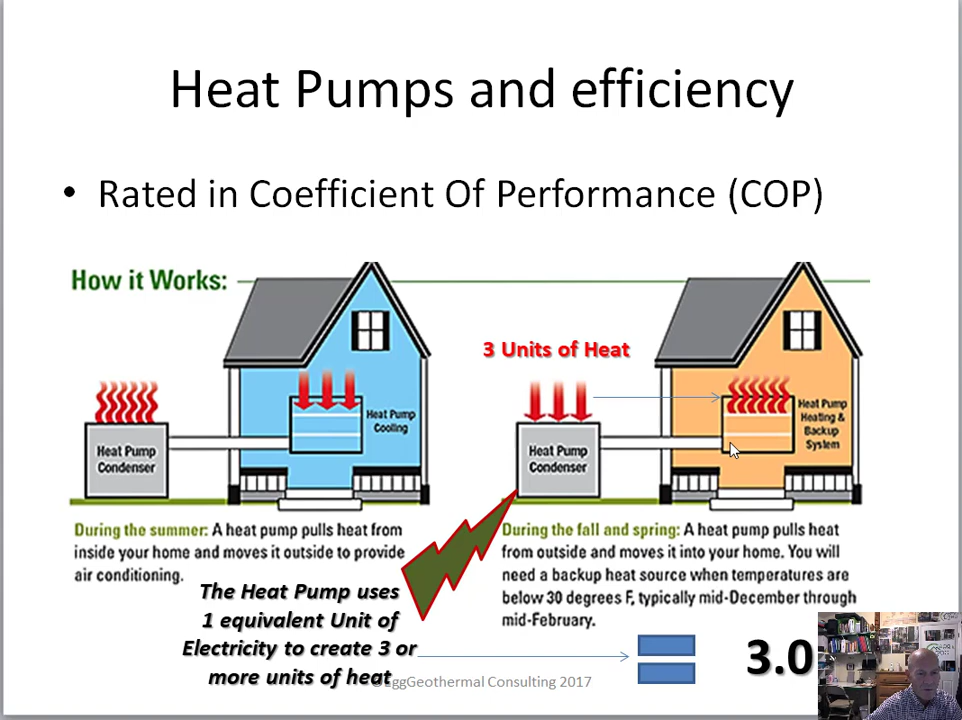 Heat Pumps and efficiency
• Rated in Coefficient Of Performance (COP)
How it Works:
3 Units of Heat
Heat Pump
Cooling
Heat Pump
Condenser
Heat Pump
Heating &
Backup
System
Heat Pump
Condenser
During the summer: A heat pump pulls heat from
inside your home and moves it outside to provide
air conditioning.
During the fall and spring: A heat pump pulls heat
from outside and moves it into your home. You will
need a backup heat source when temperatures are
below 30 degrees F, typically mid-December through
mid-February.
The Heat Pump uses
1 equivalent Unit of
Electricity to create 3 or
more units of heat
3.0
EggGeothermal Consulting 2017